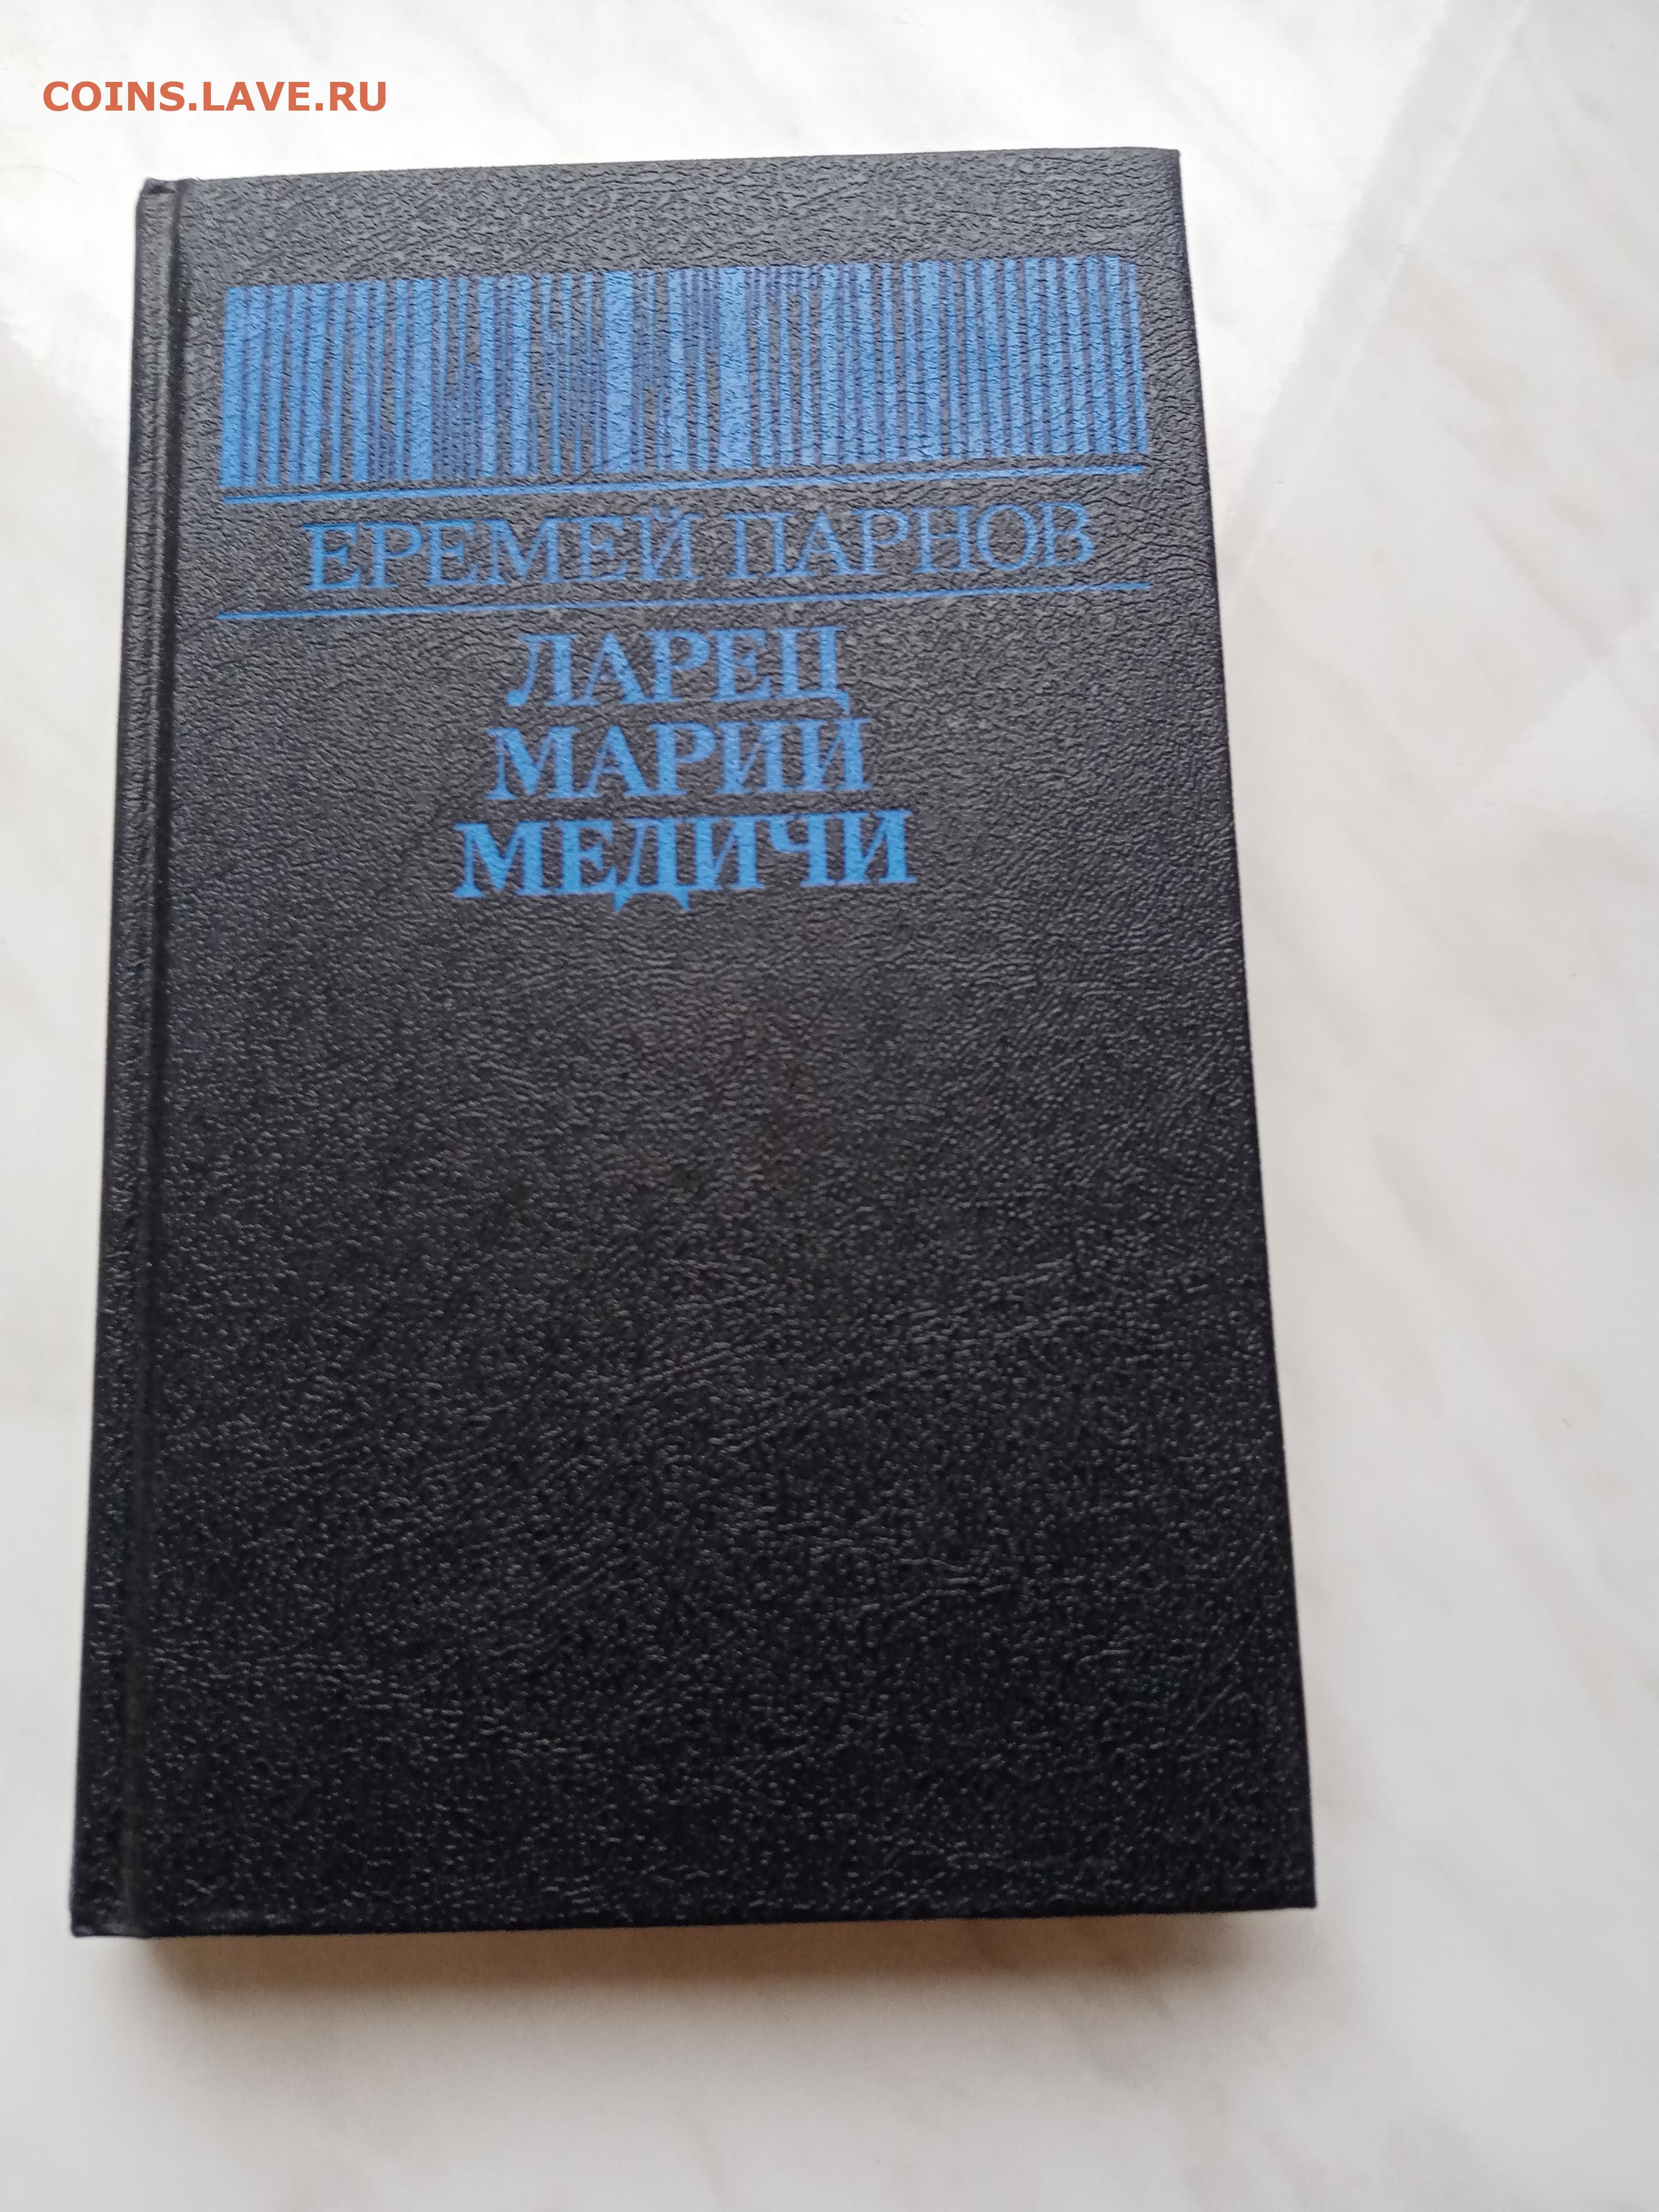 COINS.LAVE.RU
ЕРЕМЕЙ ПАРНОВ
ЛАРЕЦ
МАРИИ
МЕДИЧИ